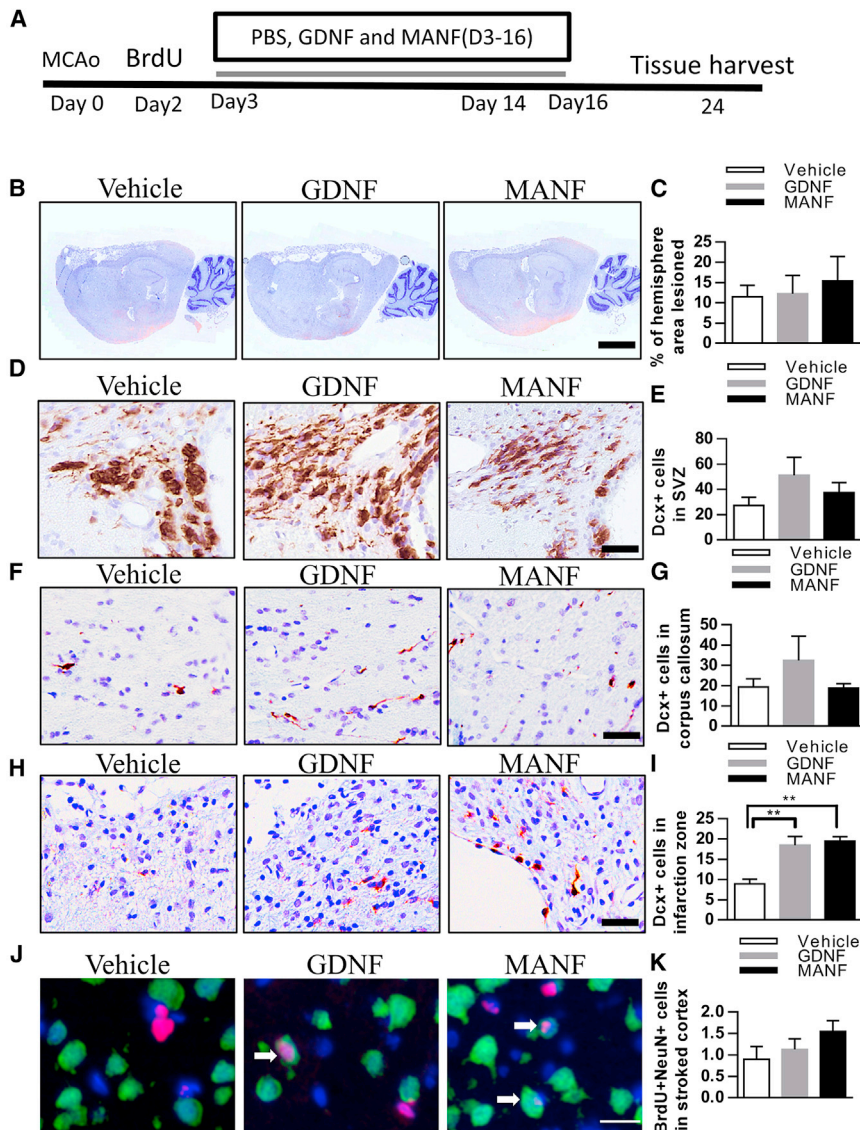 A
PBS, GDNF and MANF(D3-16)
MCAo BrdU Tissue harvest
Day 0 Day2 Day3 Day 14 Day16 24
B
Vehicle GDNF MANF
C
Vehicle
GDNF
MANF
% of hemisphere
area lesioned
25
20
15
10
5
0
D
Vehicle GDNF MANF
E
Vehicle
GDNF
MANF
Dcx+ cells
in SVZ
80
60
40
20
0
F
Vehicle GDNF MANF
G
Vehicle
GDNF
MANF
Dcx+ cells in
corpus callosum
50
40
30
20
10
0
H
Vehicle GDNF MANF
I
Vehicle
GDNF
MANF
Dcx+ cells in
infarction zone
25
20
15
10
5
0
**
**
J
Vehicle GDNF MANF
K
Vehicle
GDNF
MANF
BrdU+NeuN+ cells
in stroked cortex
2.0
1.5
1.0
0.5
0.0